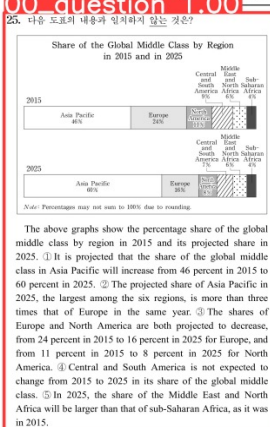 00_question_1.00
25. 다음 도표의 내용과 일치하지 않는 것은?
Share of the Global Middle Class by Region
in 2015 and in 2025
2015
Asia Pacific
46%
Europe
24%
North
America
11%
Central
and
South
America
9%
Middle
East
and
North
Africa
6%
Sub-
Saharan
Africa
4%
2025
Asia Pacific
60%
Europe
16%
North
America
8%
Central
and
South
America
7%
Middle
East
and
North
Africa
6%
Sub-
Saharan
Africa
4%
Note: Percentages may not sum to 100% due to rounding.
The above graphs show the percentage share of the global
middle class by region in 2015 and its projected share in
2025. ① It is projected that the share of the global middle
class in Asia Pacific will increase from 46 percent in 2015 to
60 percent in 2025. ② The projected share of Asia Pacific in
2025, the largest among the six regions, is more than three
times that of Europe in the same year. ③ The shares of
Europe and North America are both projected to decrease,
from 24 percent in 2015 to 16 percent in 2025 for Europe, and
from 11 percent in 2015 to 8 percent in 2025 for North
America. ④ Central and South America is not expected to
change from 2015 to 2025 in its share of the global middle
class. ⑤ In 2025, the share of the Middle East and North
Africa will be larger than that of sub-Saharan Africa, as it was
in 2015.